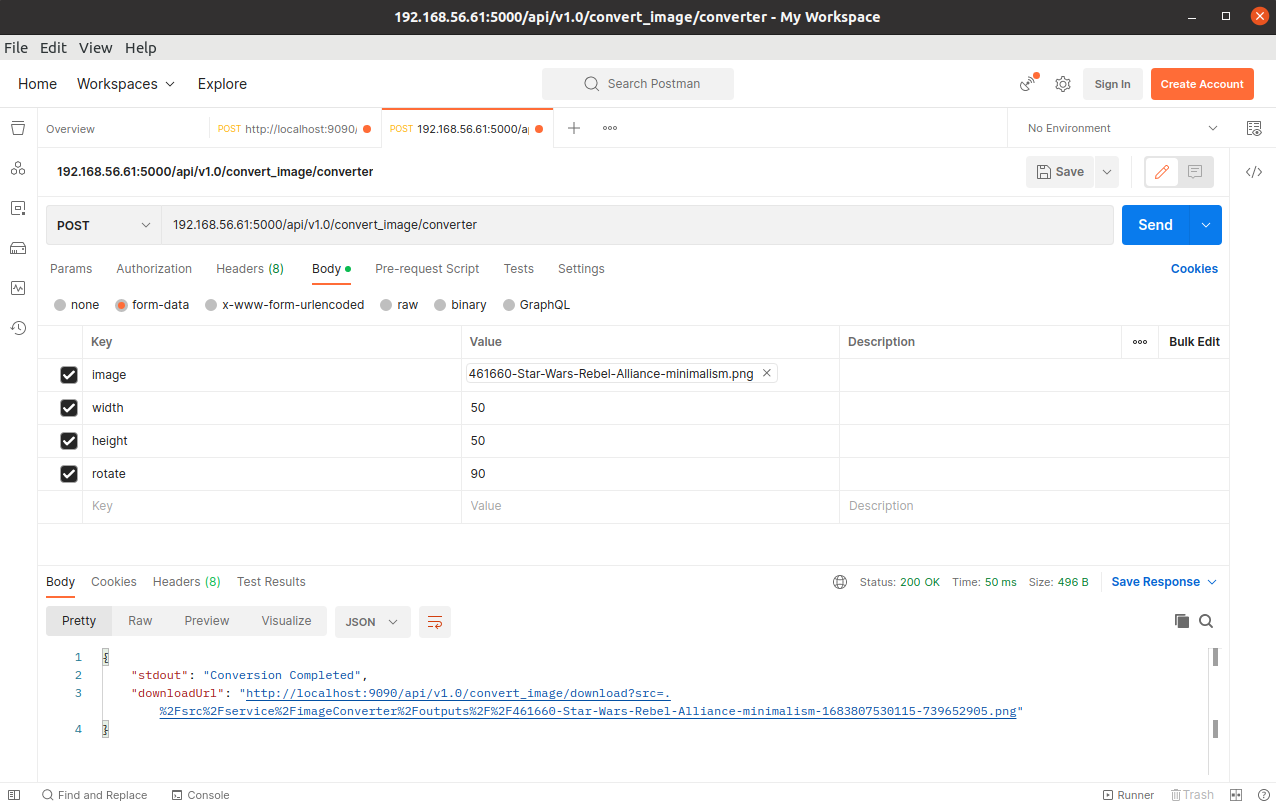 192.168.56.61:5000/api/v1.0/convert_image/converter - My Workspace
File Edit View Help
Home Workspaces Explore Search Postman Sign In Create Account
Overview POST http://localhost:9090/ POST 192.168.56.61:5000/a No Environment
192.168.56.61:5000/api/v1.0/convert_image/converter Save
POST 192.168.56.61:5000/api/v1.0/convert_image/converter Send
Params Authorization Headers (8) Body Pre-request Script Tests Settings Cookies
none form-data x-www-form-urlencoded raw binary GraphQL
Key Value Description Bulk Edit
image 461660-Star-Wars-Rebel-Alliance-minimalism.png
width 50
height 50
rotate 90
Key Value Description
Body Cookies Headers (8) Test Results Status: 200 OK Time: 50 ms Size: 496 B Save Response
Pretty Raw Preview Visualize JSON
1 {
2 "stdout": "Conversion Completed",
3 "downloadUrl": "http://localhost:9090/api/v1.0/convert_image/download?src=.
%2Fsrc%2Fservice%2FimageConverter%2Foutputs%2F%2F461660-Star-Wars-Rebel-Alliance-minimalism-1683807530115-739652905.png"
4 }
Find and Replace Console Runner Trash